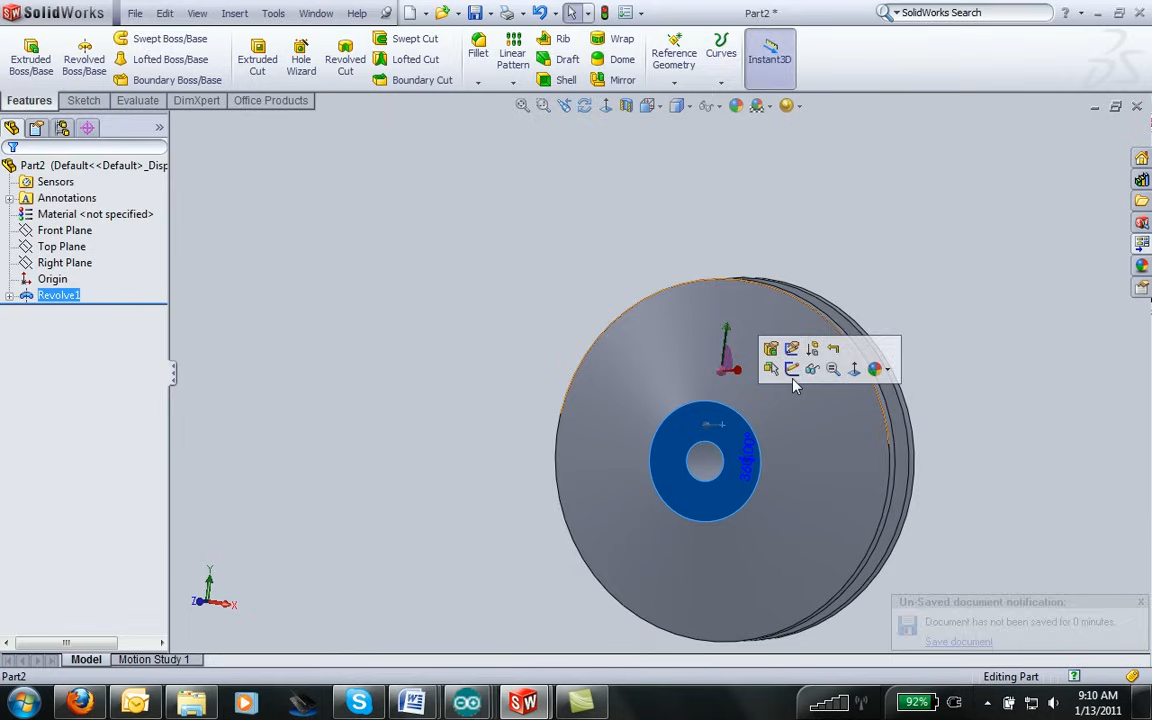 SolidWorks File Edit View Insert Tools Window Help Part2 * SolidWorks Search ?
Extruded Boss/Base
Revolved Boss/Base
Swept Boss/Base
Lofted Boss/Base
Boundary Boss/Base
Extruded Cut
Hole Wizard
Revolved Cut
Swept Cut
Lofted Cut
Boundary Cut
Fillet
Linear Pattern
Rib
Draft
Shell
Wrap
Dome
Mirror
Reference Geometry
Curves
Instant3D
Features Sketch Evaluate DimXpert Office Products
Part2 (Default<<Default>_Disp
Sensors
Annotations
Material <not specified>
Front Plane
Top Plane
Right Plane
Origin
Revolve1
Y
Z X
Un-Saved document notification:
Document has not been saved for 0 minutes.
Save document
Model Motion Study 1
Part2 Editing Part
92% 9:10 AM
1/13/2011